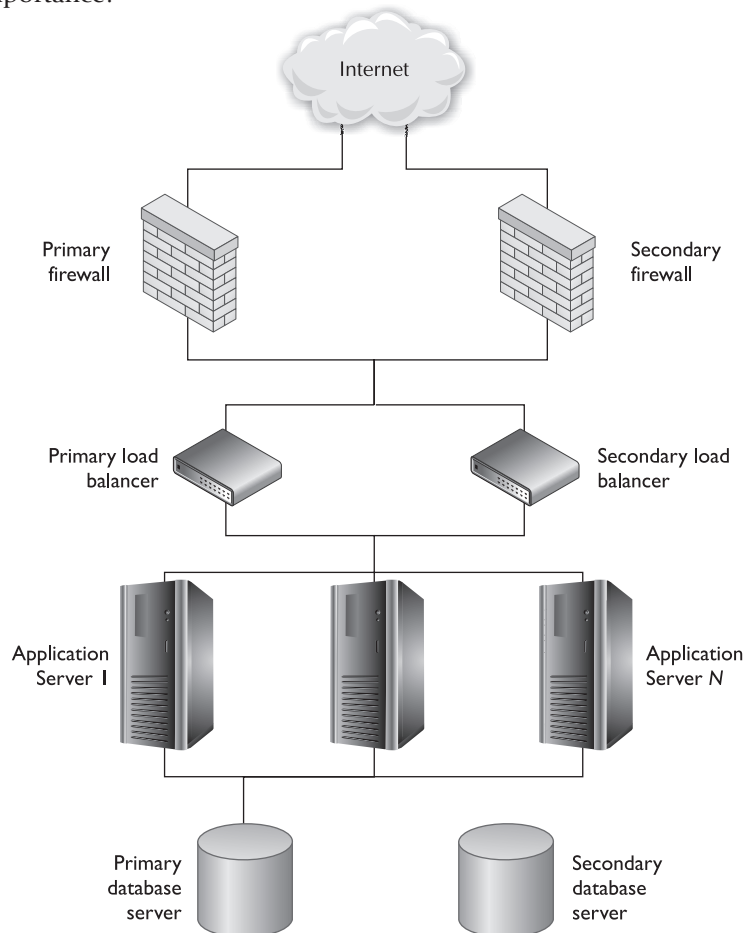 Internet
Primary
firewall
Secondary
firewall
Primary load
balancer
Secondary load
balancer
Application
Server 1
Application
Server N
Primary
database
server
Secondary
database
server